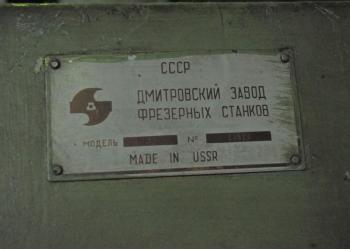 СССР
ДМИТРОВСКИЙ ЗАВОД
ФРЕЗЕРНЫХ СТАНКОВ
МОДЕЛЬ №
MADE IN USSR